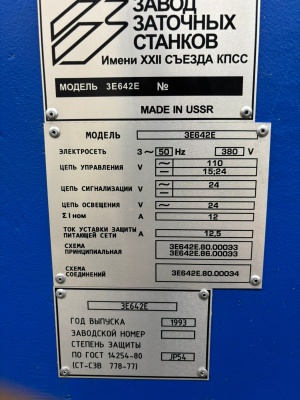 ЗАВОД
ЗАТОЧНЫХ
СТАНКОВ
Имени XXII СЪЕЗДА КПСС
МОДЕЛЬ 3Е642Е №
MADE IN USSR
МОДЕЛЬ 3Е642Е
ЭЛЕКТРОСЕТЬ 3~ 50 Hz 380 V
ЦЕПЬ УПРАВЛЕНИЯ V ~ 110
— 15;24
ЦЕПЬ СИГНАЛИЗАЦИИ V ~ 24
—
ЦЕПЬ ОСВЕЩЕНИЯ V ~ 24
Σ I ном А 12
ТОК УСТАВКИ ЗАЩИТЫ
ПИТАЮЩЕЙ СЕТИ А 12,5
СХЕМА
ПРИНЦИПИАЛЬНАЯ
3Е642Е.80.00033
3Е642Е.86.00033
СХЕМА
СОЕДИНЕНИЙ 3Е642Е.80.00034
3Е642Е
ГОД ВЫПУСКА 1993
ЗАВОДСКОЙ НОМЕР
СТЕПЕНЬ ЗАЩИТЫ
ПО ГОСТ 14254-80 JP54
(СТ-СЭВ 778-77)